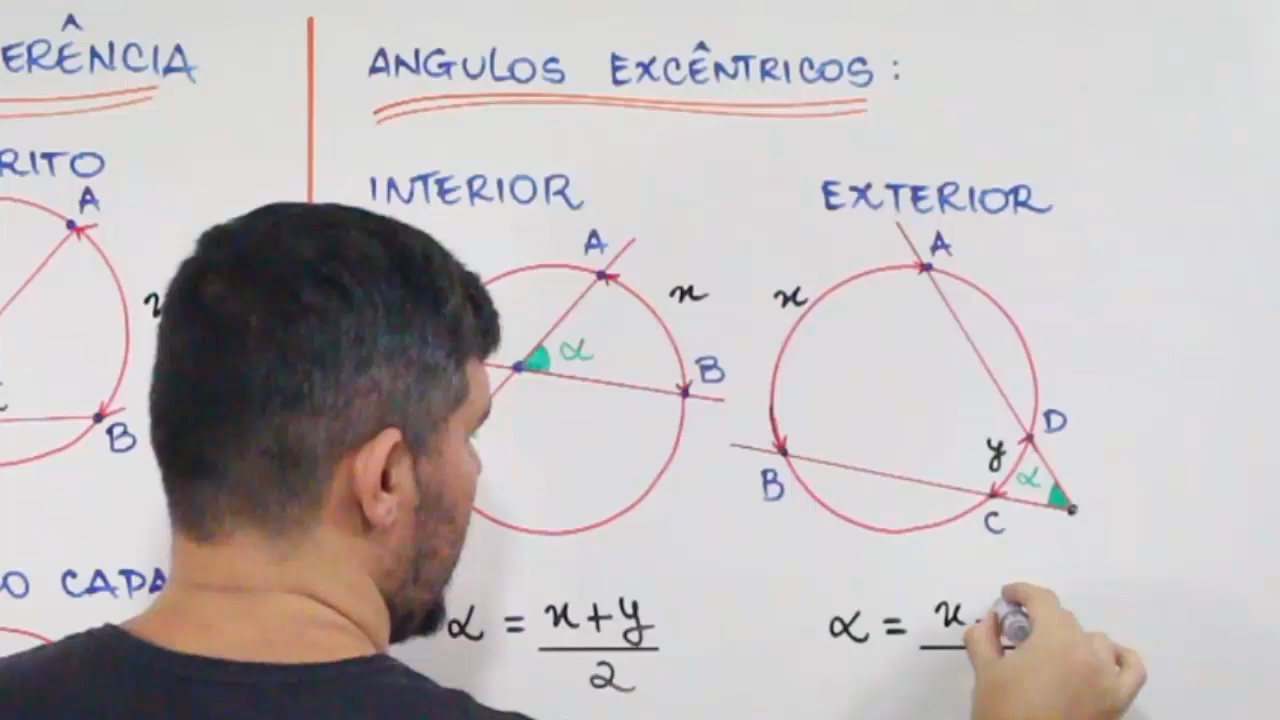 ERÊNCIA
RITO
A
B
O CAPA
ANGULOS EXCÊNTRICOS:
INTERIOR
A
x
α
B
α = x+y
2
EXTERIOR
A
x
D
y
α
B
C
α = x